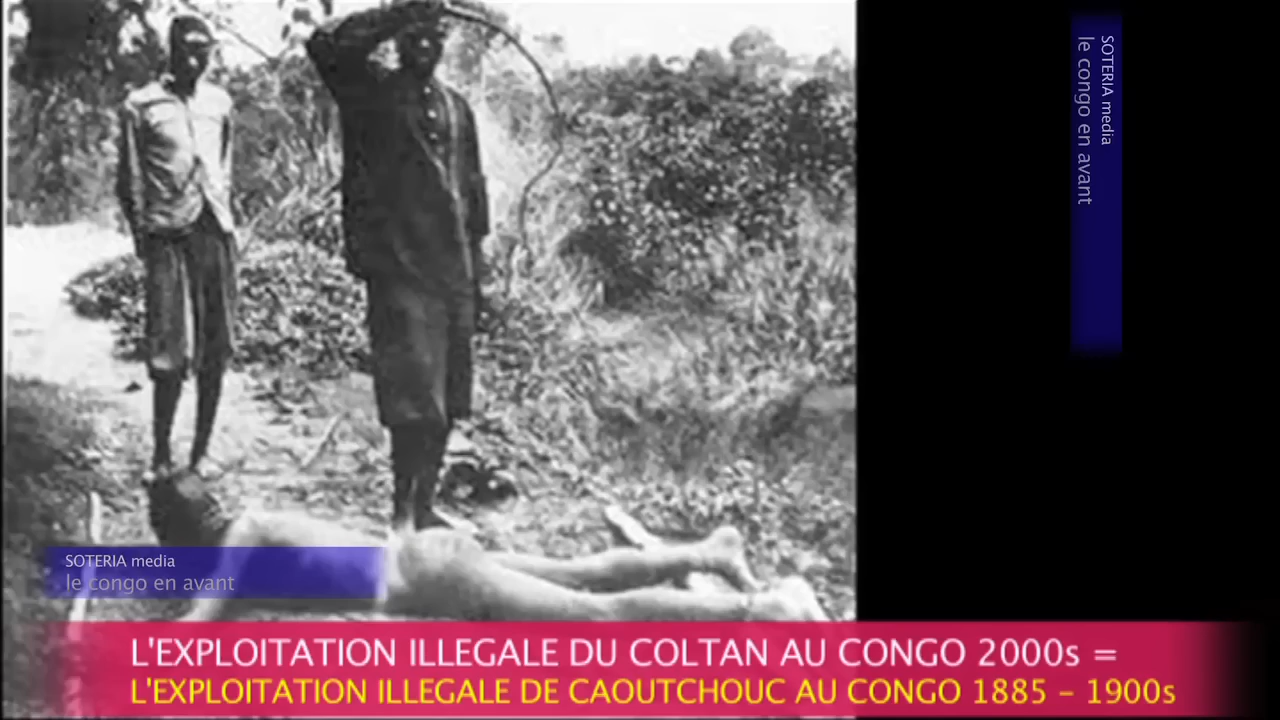 SOTERIA media
le congo en avant
SOTERIA media
le congo en avant
L'EXPLOITATION ILLEGALE DU COLTAN AU CONGO 2000s =
L'EXPLOITATION ILLEGALE DE CAOUTCHOUC AU CONGO 1885 - 1900s